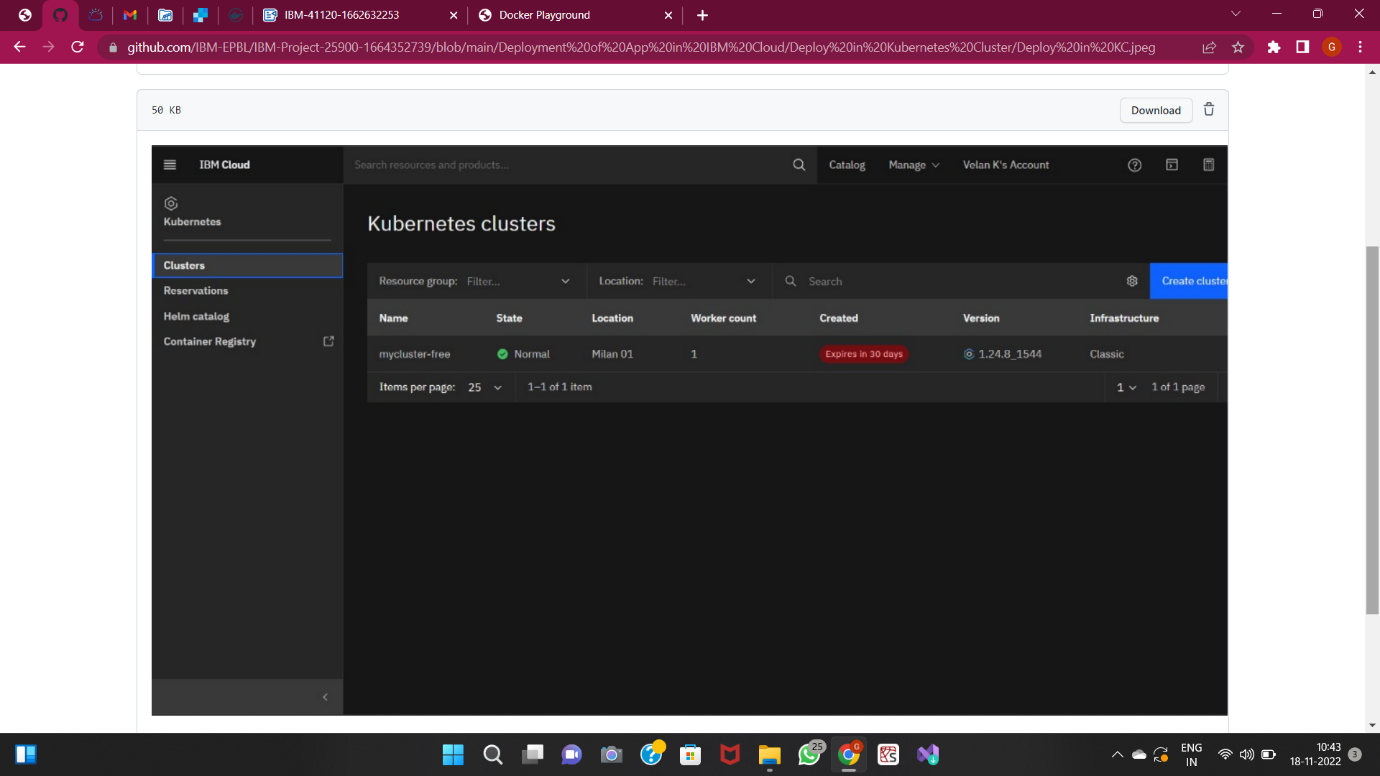 IBM-41120-1662632253
Docker Playground
github.com/IBM-EPBL/IBM-Project-25900-1664352739/blob/main/Deployment%20of%20App%20in%20IBM%20Cloud/Deploy%20in%20Kubernetes%20Cluster/Deploy%20in%20KC.jpeg
G
50 KB
Download
IBM Cloud
Search resources and products...
Catalog
Manage
Velan K's Account
Kubernetes
Kubernetes clusters
Clusters
Reservations
Helm catalog
Container Registry
Resource group: Filter...
Location: Filter...
Search
Create cluster
Name State Location Worker count Created Version Infrastructure
mycluster-free Normal Milan 01 1 Expires in 30 days 1.24.8_1544 Classic
Items per page: 25 1–1 of 1 item 1 1 of 1 page
25
G
ENG
IN
10:43
18-11-2022
3